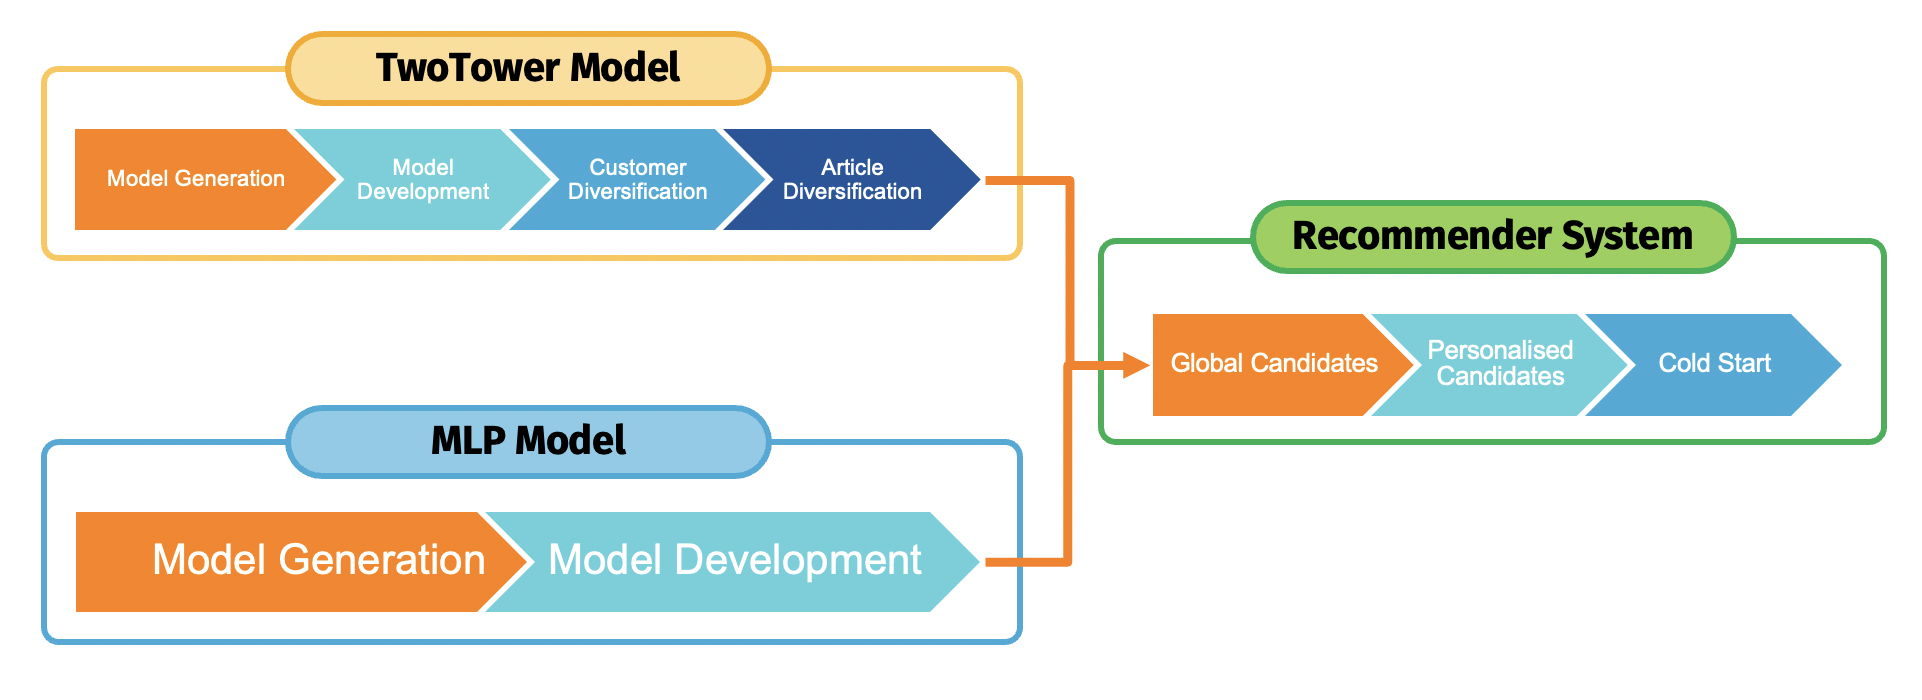 TwoTower Model
Model Generation
Model
Development
Customer
Diversification
Article
Diversification
Recommender System
Global Candidates
Personalised
Candidates
Cold Start
MLP Model
Model Generation
Model Development